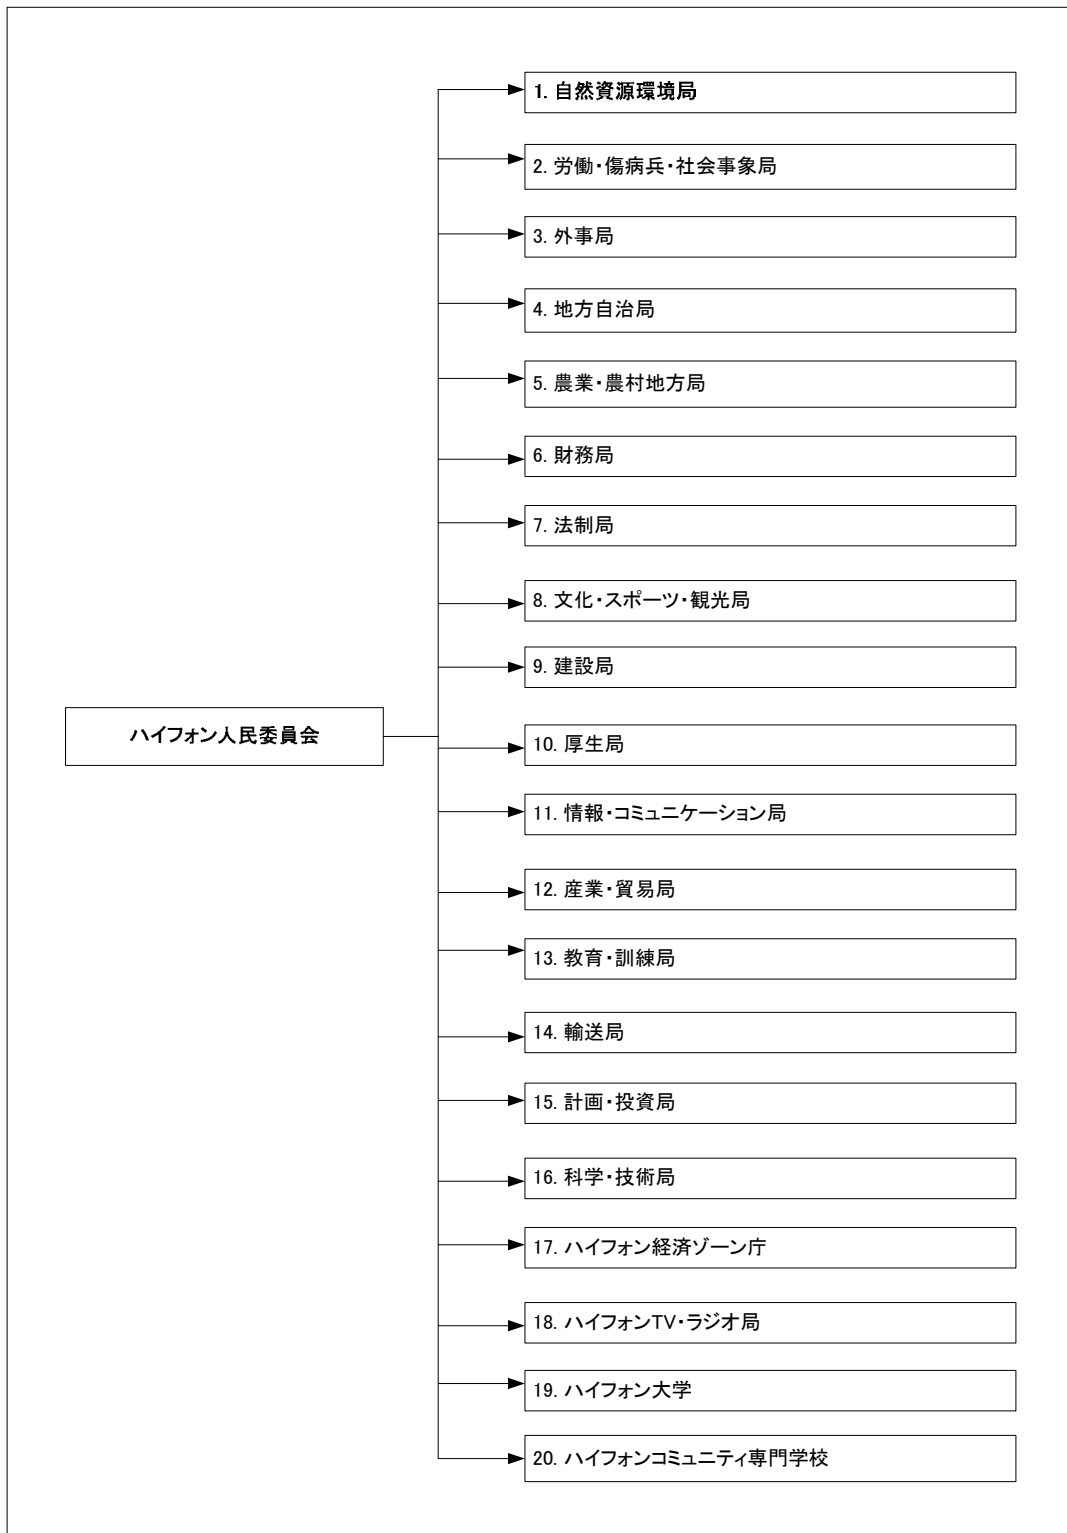 1. 自然資源環境局
2. 労働・傷病兵・社会事象局
3. 外事局
4. 地方自治局
5. 農業・農村地方局
6. 財務局
7. 法制局
8. 文化・スポーツ・観光局
9. 建設局
ハイフォン人民委員会
10. 厚生局
11. 情報・コミュニケーション局
12. 産業・貿易局
13. 教育・訓練局
14. 輸送局
15. 計画・投資局
16. 科学・技術局
17. ハイフォン経済ゾーン庁
18. ハイフォンTV・ラジオ局
19. ハイフォン大学
20. ハイフォンコミュニティ専門学校